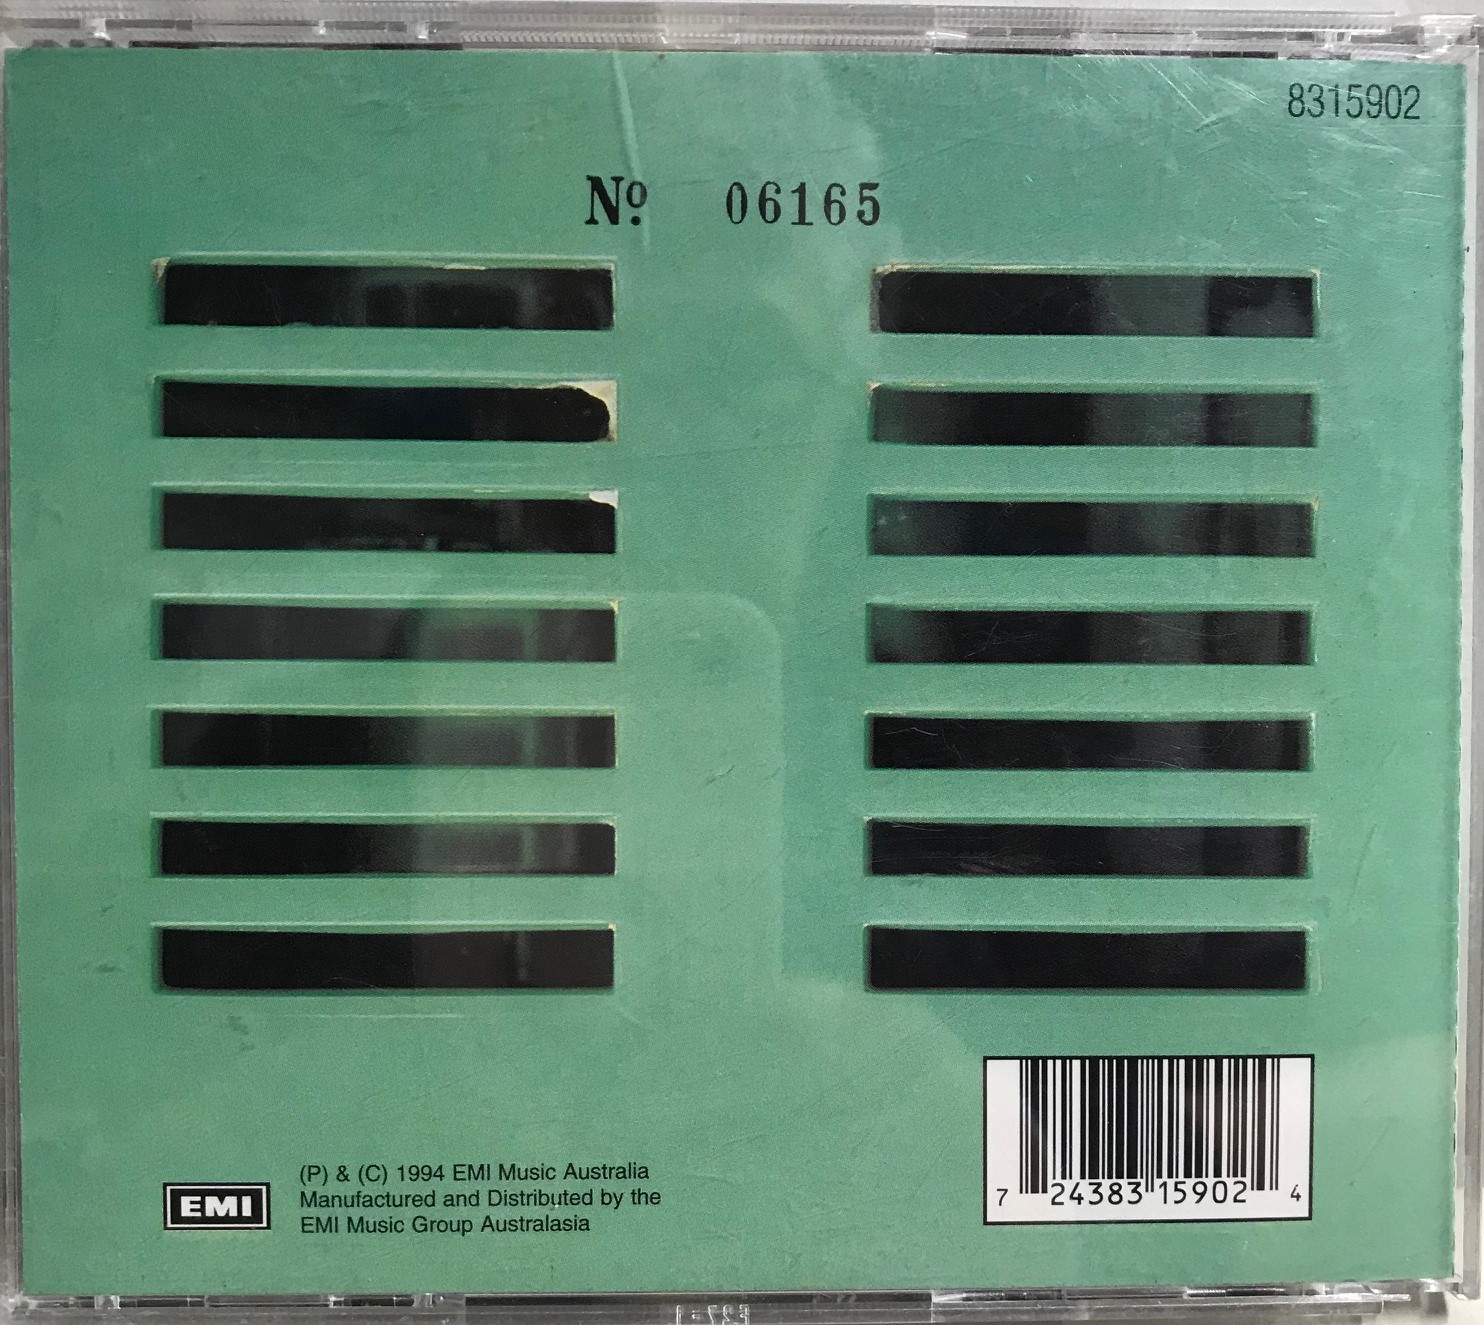 8315902
Nº. 06165
EMI
(P) & (C) 1994 EMI Music Australia
Manufactured and Distributed by the
EMI Music Group Australasia
7 24383 15902 4